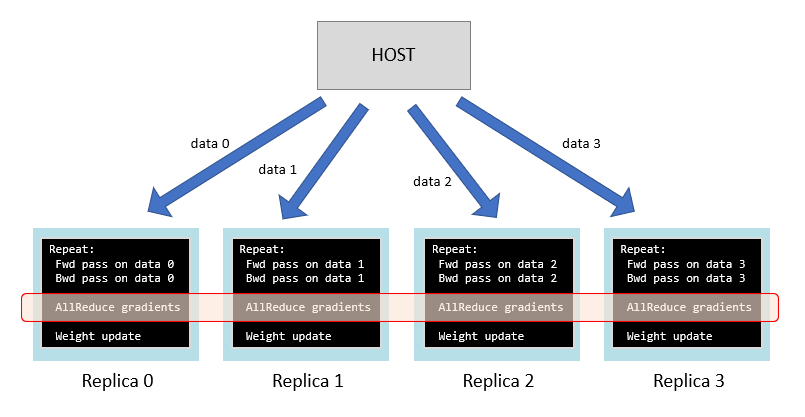 HOST
data 0
data 1
data 2
data 3
Repeat:
Fwd pass on data 0
Bwd pass on data 0
AllReduce gradients
Weight update
Repeat:
Fwd pass on data 1
Bwd pass on data 1
AllReduce gradients
Weight update
Repeat:
Fwd pass on data 2
Bwd pass on data 2
AllReduce gradients
Weight update
Repeat:
Fwd pass on data 3
Bwd pass on data 3
AllReduce gradients
Weight update
Replica 0
Replica 1
Replica 2
Replica 3